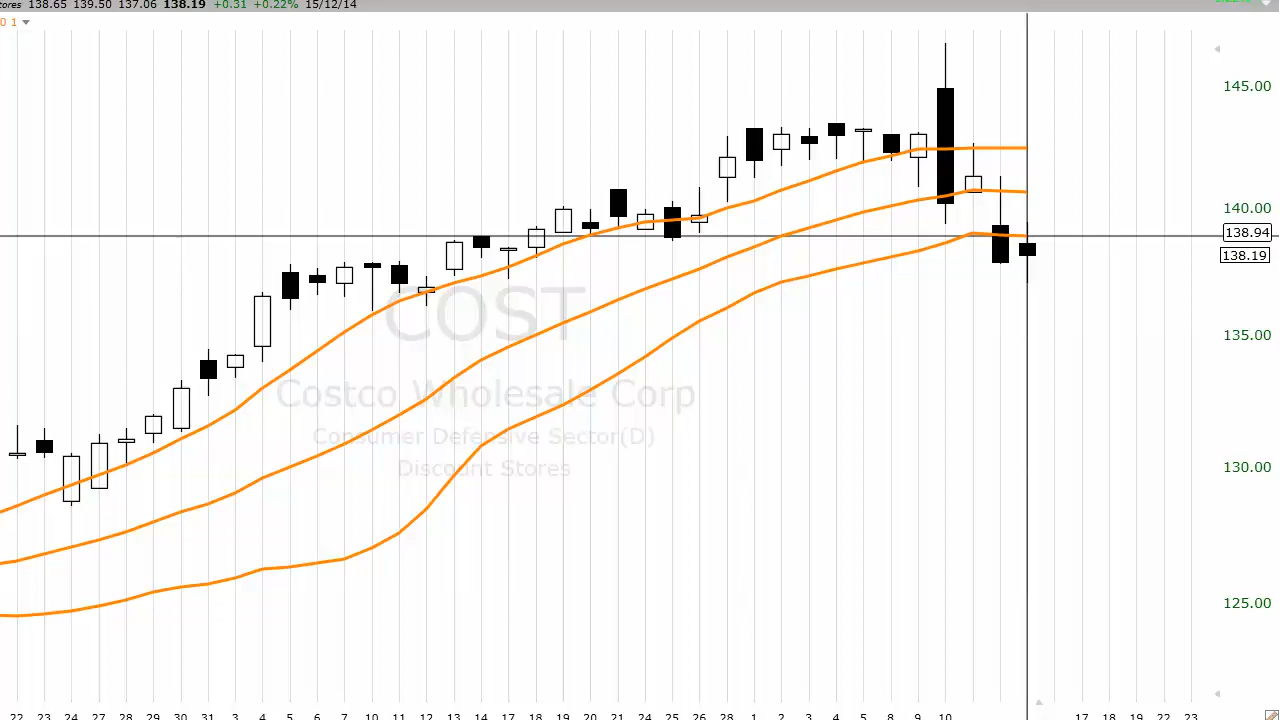 ores 138.65 139.50 137.06 138.19 +0.31 +0.22% 15/12/14
0 1
145.00
140.00
138.94
138.19
135.00
130.00
125.00
COST
Costco Wholesale Corp
Consumer Defensive Sector(D)
Discount Stores
22 23 24 27 28 29 30 31 3 4 5 6 7 10 11 12 13 14 17 18 19 20 21 24 25 26 28 1 2 3 4 5 8 9 10 17 18 19 22 23